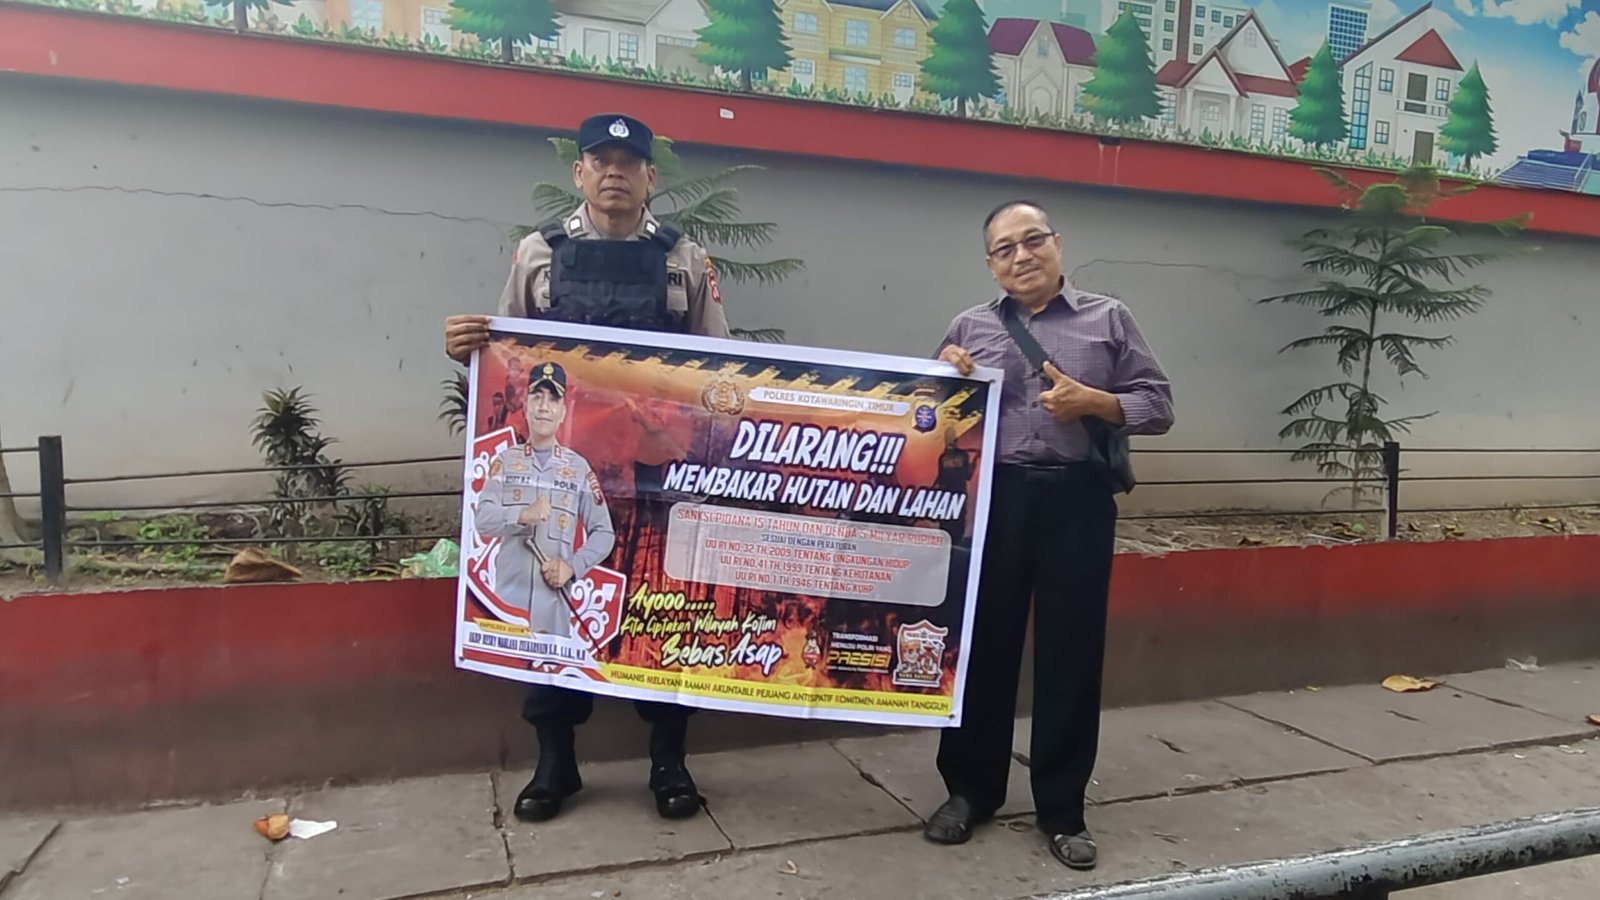 POLRI
POLRES KOTAWARINGIN TIMUR
DILARANG!!!
MEMBAKAR HUTAN DAN LAHAN
SANKSI PIDANA 15 TAHUN DAN DENDA 5 MILYAR RUPIAH
SESUAI DENGAN PERATURAN
UU RI NO.32 TH.2009 TENTANG LINGKUNGAN HIDUP
UU RI NO.41 TH.1999 TENTANG KEHUTANAN
UU RI NO.1 TH.1946 TENTANG KUHP
Ayooo.....
Kita Ciptakan Wilayah Kotim
Bebas Asap
KAPOLRES KOTIM
TRANSFORMASI
MENUJU POLRI YANG
PRESISI
HUMANIS MELAYANI RAMAH AKUNTABLE PEJUANG ANTISIPATIF KOMITMEN AMANAH TANGGUH